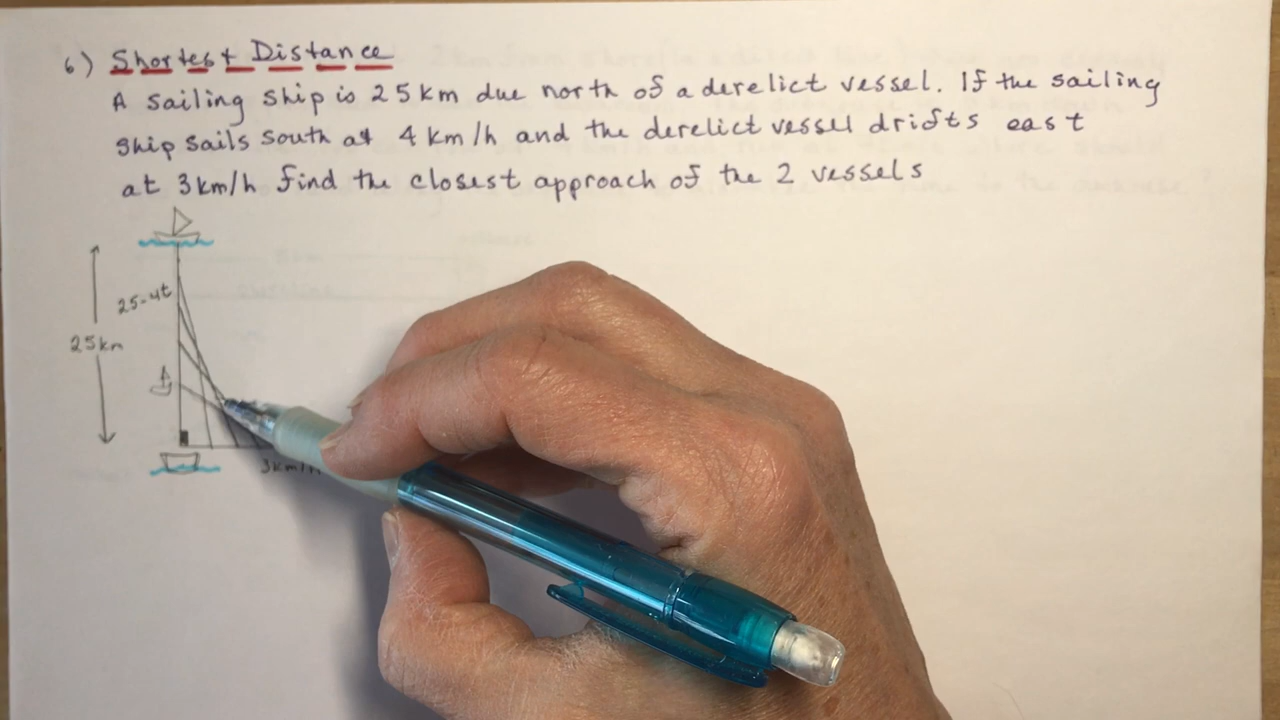 6) Shortest Distance
A sailing ship is 25km due north of a derelict vessel. If the sailing
ship sails south at 4 km/h and the derelict vessel drifts east
at 3km/h find the closest approach of the 2 vessels
25-4t
25km
3km/h